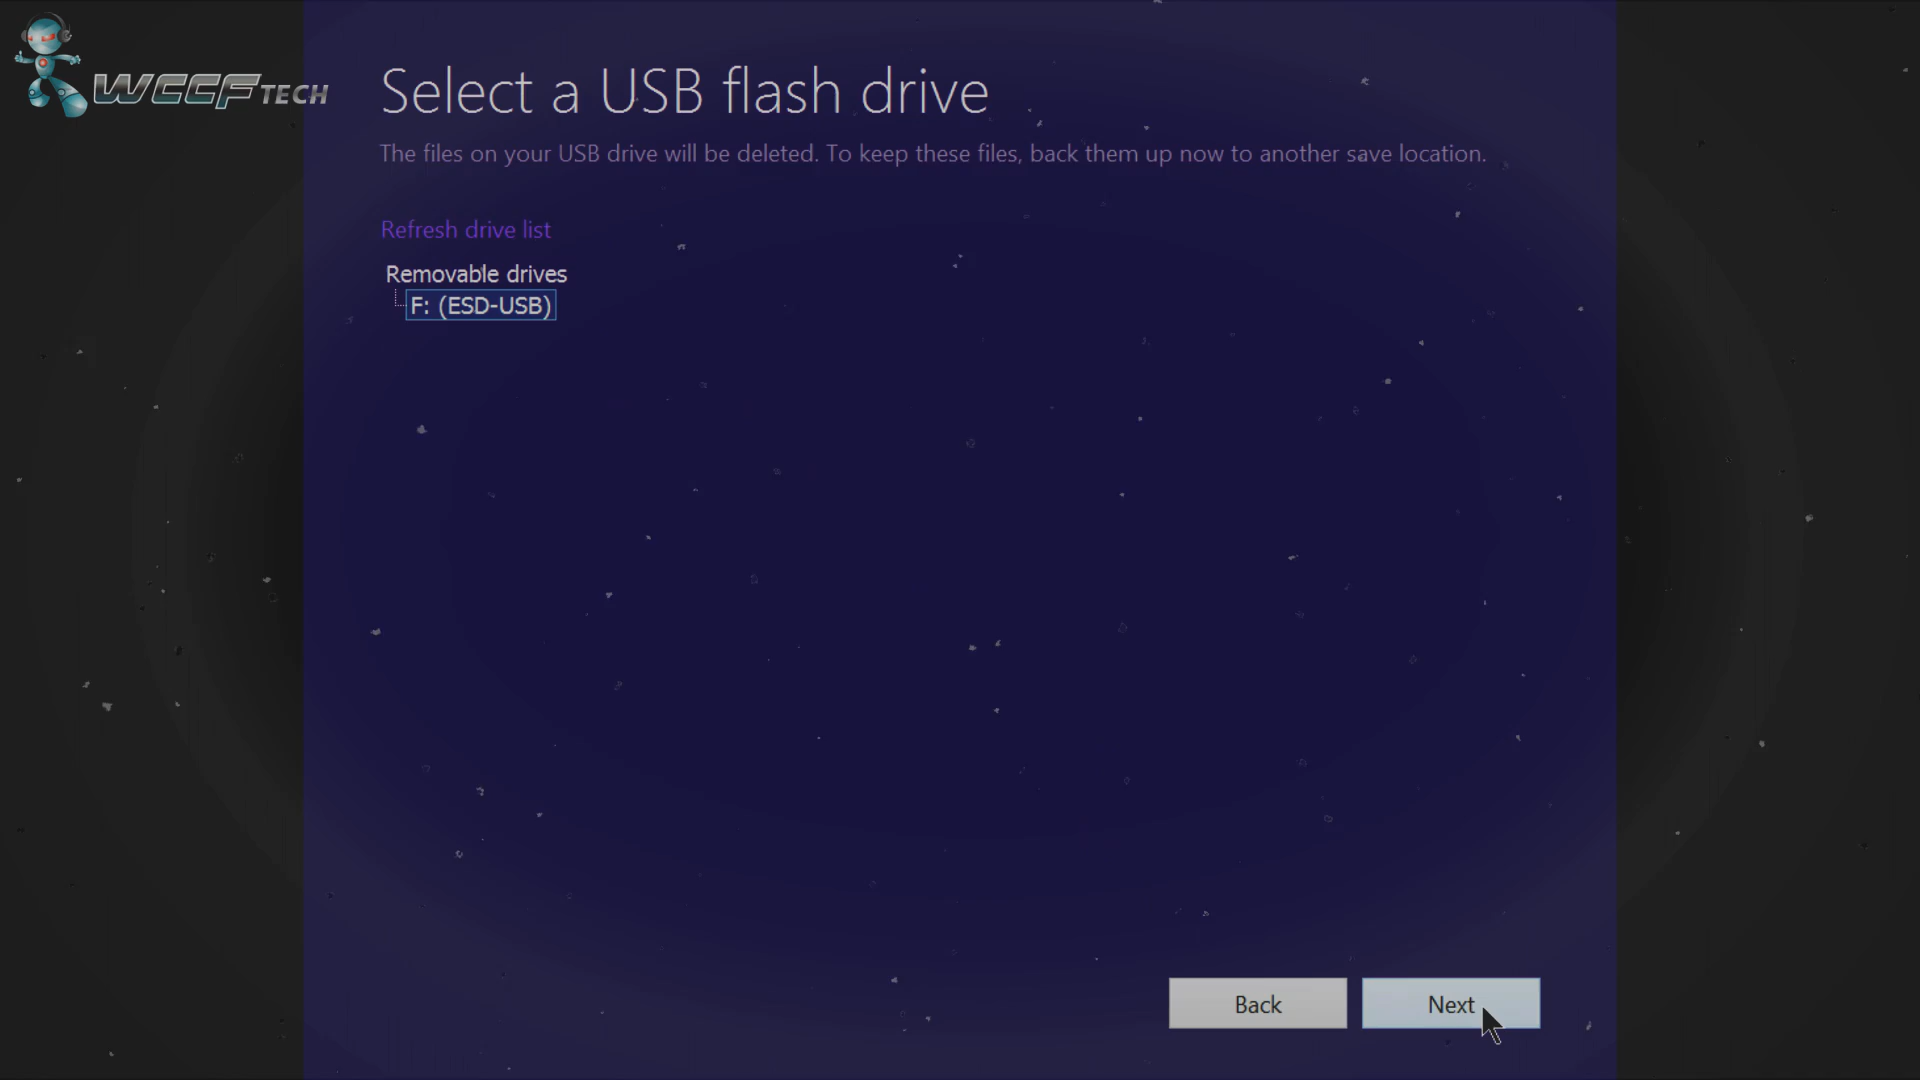 WCCFTECH
Select a USB flash drive
The files on your USB drive will be deleted. To keep these files, back them up now to another save location.
Refresh drive list
Removable drives
F: (ESD-USB)
Back
Next